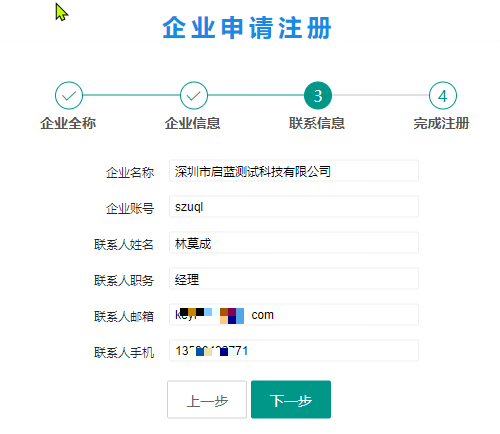 企业申请注册
3 4
企业全称 企业信息 联系信息 完成注册
企业名称 深圳市启蓝测试科技有限公司
企业账号 szuql
联系人姓名 林莫成
联系人职务 经理
联系人邮箱 com
联系人手机
上一步 下一步